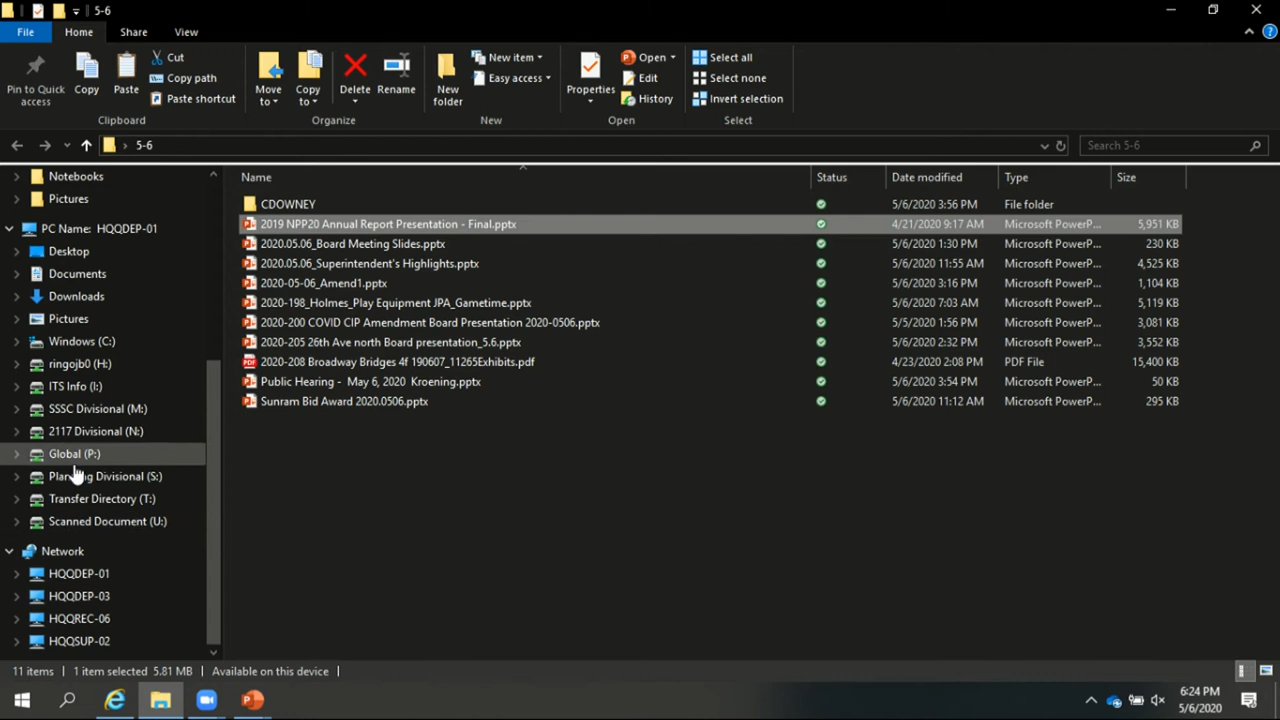 5-6
File Home Share View
Cut
Copy path
Paste shortcut
Pin to Quick access
Copy
Paste
Clipboard
Move to
Copy to
Delete
Rename
Organize
New folder
New item
Easy access
New
Properties
Open
Edit
History
Open
Select all
Select none
Invert selection
Select
5-6
Search 5-6
Notebooks
Pictures
PC Name: HQQDEP-01
Desktop
Documents
Downloads
Pictures
Windows (C:)
ringojb0 (H:)
ITS Info (I:)
SSSC Divisional (M:)
2117 Divisional (N:)
Global (P:)
Planning Divisional (S:)
Transfer Directory (T:)
Scanned Document (U:)
Network
HQQDEP-01
HQQDEP-03
HQQREC-06
HQQSUP-02
Name Status Date modified Type Size
CDOWNEY 5/6/2020 3:56 PM File folder
2019 NPP20 Annual Report Presentation - Final.pptx 4/21/2020 9:17 AM Microsoft PowerP... 5,951 KB
2020.05.06_Board Meeting Slides.pptx 5/6/2020 1:30 PM Microsoft PowerP... 230 KB
2020.05.06_Superintendent's Highlights.pptx 5/6/2020 11:55 AM Microsoft PowerP... 4,525 KB
2020-05-06_Amend1.pptx 5/6/2020 3:16 PM Microsoft PowerP... 1,104 KB
2020-198_Holmes_Play Equipment JPA_Gametime.pptx 5/6/2020 7:03 AM Microsoft PowerP... 5,119 KB
2020-200 COVID CIP Amendment Board Presentation 2020-0506.pptx 5/5/2020 1:56 PM Microsoft PowerP... 3,081 KB
2020-205 26th Ave north Board presentation_5.6.pptx 5/6/2020 2:32 PM Microsoft PowerP... 3,552 KB
2020-208 Broadway Bridges 4f 190607_11265Exhibits.pdf 4/23/2020 2:08 PM PDF File 15,400 KB
Public Hearing - May 6, 2020 Kroening.pptx 5/6/2020 3:54 PM Microsoft PowerP... 50 KB
Sunram Bid Award 2020.0506.pptx 5/6/2020 11:12 AM Microsoft PowerP... 295 KB
11 items 1 item selected 5.81 MB Available on this device
6:24 PM
5/6/2020